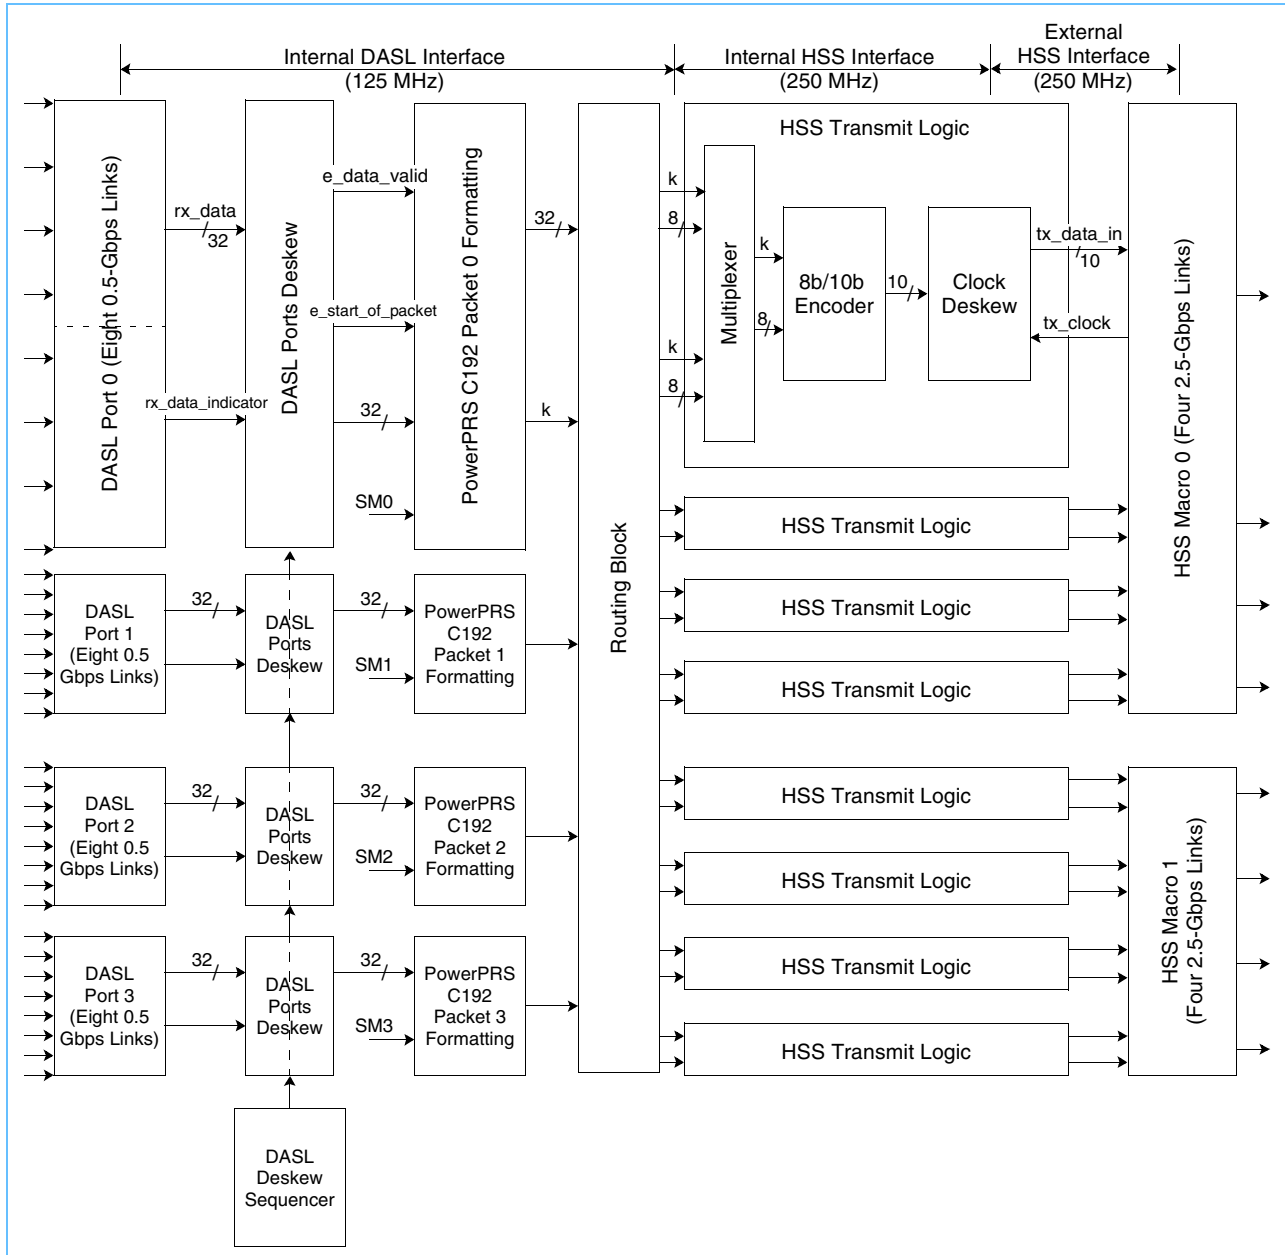 Internal DASL Interface
(125 MHz)
Internal HSS Interface
(250 MHz)
External
HSS Interface
(250 MHz)
DASL Port 0 (Eight 0.5-Gbps Links)
rx_data
32
rx_data_indicator
DASL Ports Deskew
e_data_valid
e_start_of_packet
32
SM0
PowerPRS C192 Packet 0 Formatting
32
k
Routing Block
k
8
k
8
HSS Transmit Logic
Multiplexer
k
8
8b/10b
Encoder
10
Clock
Deskew
tx_data_in
10
tx_clock
HSS Macro 0 (Four 2.5-Gbps Links)
HSS Transmit Logic
HSS Transmit Logic
HSS Transmit Logic
DASL
Port 1
(Eight 0.5
Gbps Links)
32
DASL
Ports
Deskew
32
SM1
PowerPRS
C192
Packet 1
Formatting
DASL
Port 2
(Eight 0.5
Gbps Links)
32
DASL
Ports
Deskew
32
SM2
PowerPRS
C192
Packet 2
Formatting
DASL
Port 3
(Eight 0.5
Gbps Links)
32
DASL
Ports
Deskew
32
SM3
PowerPRS
C192
Packet 3
Formatting
HSS Transmit Logic
HSS Transmit Logic
HSS Transmit Logic
HSS Transmit Logic
HSS Macro 1
(Four 2.5-Gbps Links)
DASL
Deskew
Sequencer